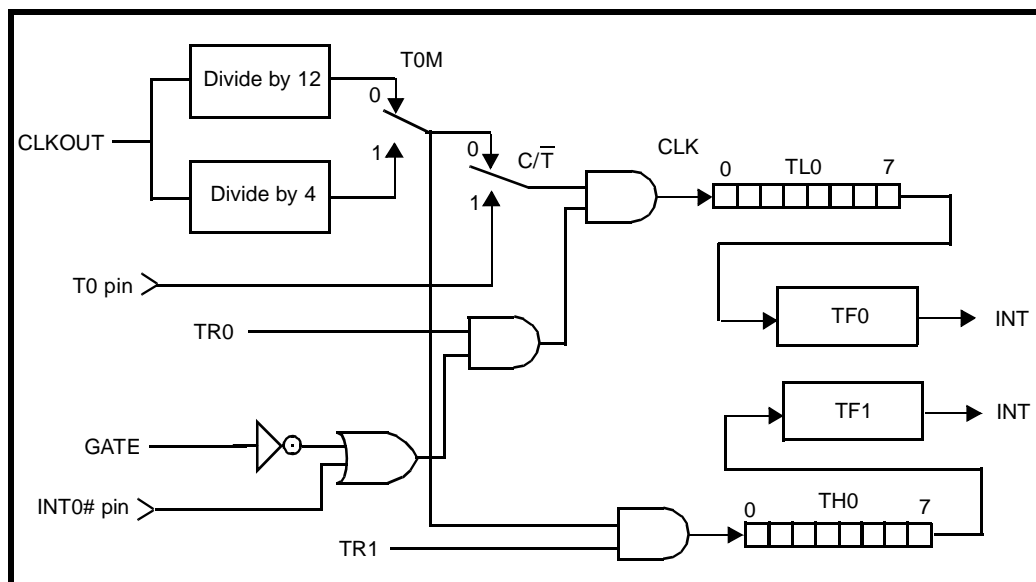 T0M
Divide by 12
0
CLKOUT
1
0
C/T̅
CLK
0 TL0 7
Divide by 4
1
T0 pin
TR0
TF0
INT
TF1
INT
GATE
INT0# pin
0 TH0 7
TR1